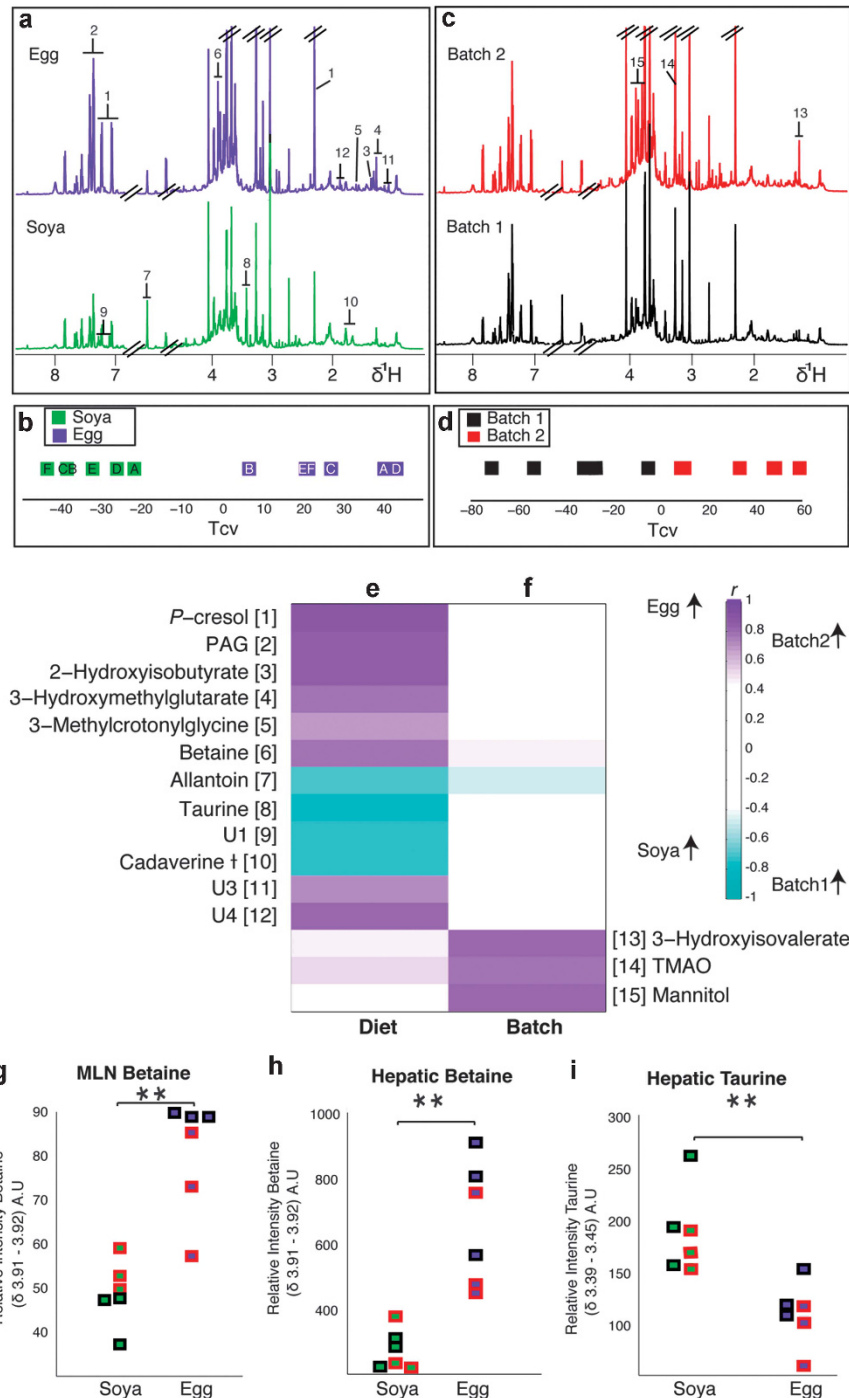 a
Egg
2
1
6
1
5
4
12
3
11
Soya
7
8
9
10
8 7 4 3 2 δ¹H
c
Batch 2
15
14
13
Batch 1
8 7 4 3 2 δ¹H
b
Soya
Egg
F CB E D A B EF C A D
−40 −30 −20 −10 0 10 20 30 40
Tcv
d
Batch 1
Batch 2
−80 −60 −40 −20 0 20 40 60
Tcv
e f
P−cresol [1]
PAG [2]
2−Hydroxyisobutyrate [3]
3−Hydroxymethylglutarate [4]
3−Methylcrotonylglycine [5]
Betaine [6]
Allantoin [7]
Taurine [8]
U1 [9]
Cadaverine † [10]
U3 [11]
U4 [12]
[13] 3−Hydroxyisovalerate
[14] TMAO
[15] Mannitol
Diet Batch
Egg
Soya
r
1
0.8
0.6
0.4
0.2
0
-0.2
-0.4
-0.6
-0.8
-1
Batch2
Batch1
g
MLN Betaine
**
Relative Intensity Betaine
(δ 3.91 - 3.92) A.U
90
80
70
60
50
40
Soya Egg
h
Hepatic Betaine
**
Relative Intensity Betaine
(δ 3.91 - 3.92) A.U
1000
800
600
400
Soya Egg
i
Hepatic Taurine
**
Relative Intensity Taurine
(δ 3.39 - 3.45) A.U
300
250
200
150
100
Soya Egg